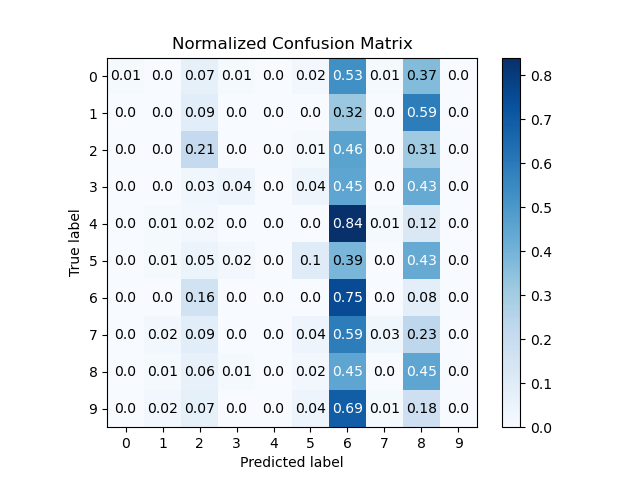 Normalized Confusion Matrix
0 0.01 0.0 0.07 0.01 0.0 0.02 0.53 0.01 0.37 0.0
1 0.0 0.0 0.09 0.0 0.0 0.0 0.32 0.0 0.59 0.0
2 0.0 0.0 0.21 0.0 0.0 0.01 0.46 0.0 0.31 0.0
3 0.0 0.0 0.03 0.04 0.0 0.04 0.45 0.0 0.43 0.0
4 0.0 0.01 0.02 0.0 0.0 0.0 0.84 0.01 0.12 0.0
5 0.0 0.01 0.05 0.02 0.0 0.1 0.39 0.0 0.43 0.0
6 0.0 0.0 0.16 0.0 0.0 0.0 0.75 0.0 0.08 0.0
7 0.0 0.02 0.09 0.0 0.0 0.04 0.59 0.03 0.23 0.0
8 0.0 0.01 0.06 0.01 0.0 0.02 0.45 0.0 0.45 0.0
9 0.0 0.02 0.07 0.0 0.0 0.04 0.69 0.01 0.18 0.0
0 1 2 3 4 5 6 7 8 9
Predicted label
True label
0.8
0.7
0.6
0.5
0.4
0.3
0.2
0.1
0.0